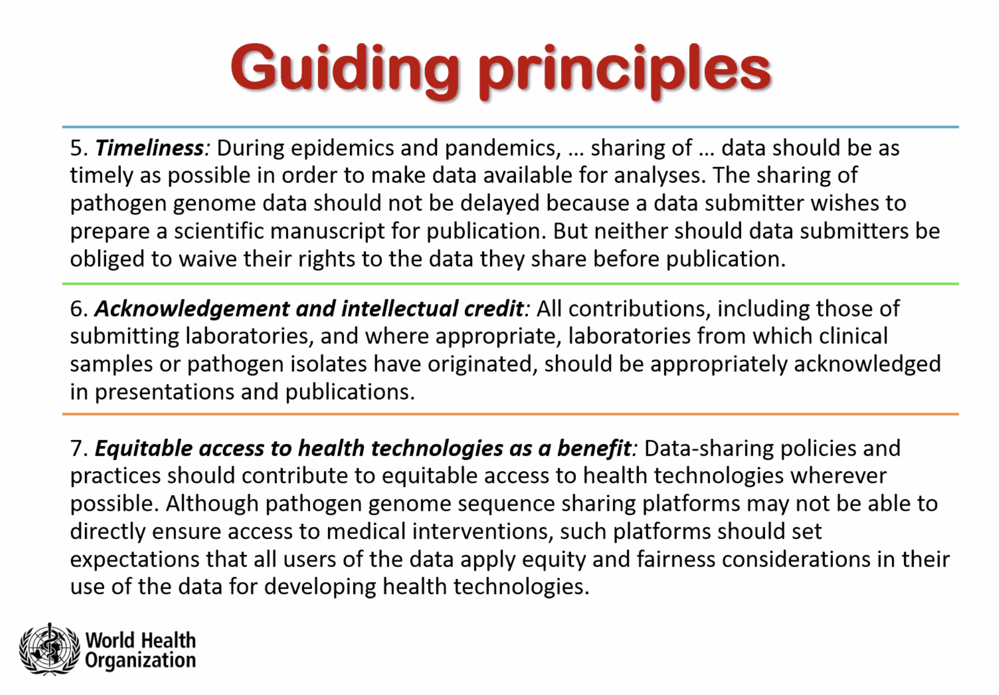 Guiding principles
5. Timeliness: During epidemics and pandemics, ... sharing of ... data should be as
timely as possible in order to make data available for analyses. The sharing of
pathogen genome data should not be delayed because a data submitter wishes to
prepare a scientific manuscript for publication. But neither should data submitters be
obliged to waive their rights to the data they share before publication.
6. Acknowledgement and intellectual credit: All contributions, including those of
submitting laboratories, and where appropriate, laboratories from which clinical
samples or pathogen isolates have originated, should be appropriately acknowledged
in presentations and publications.
7. Equitable access to health technologies as a benefit: Data-sharing policies and
practices should contribute to equitable access to health technologies wherever
possible. Although pathogen genome sequence sharing platforms may not be able to
directly ensure access to medical interventions, such platforms should set
expectations that all users of the data apply equity and fairness considerations in their
use of the data for developing health technologies.
World Health
Organization